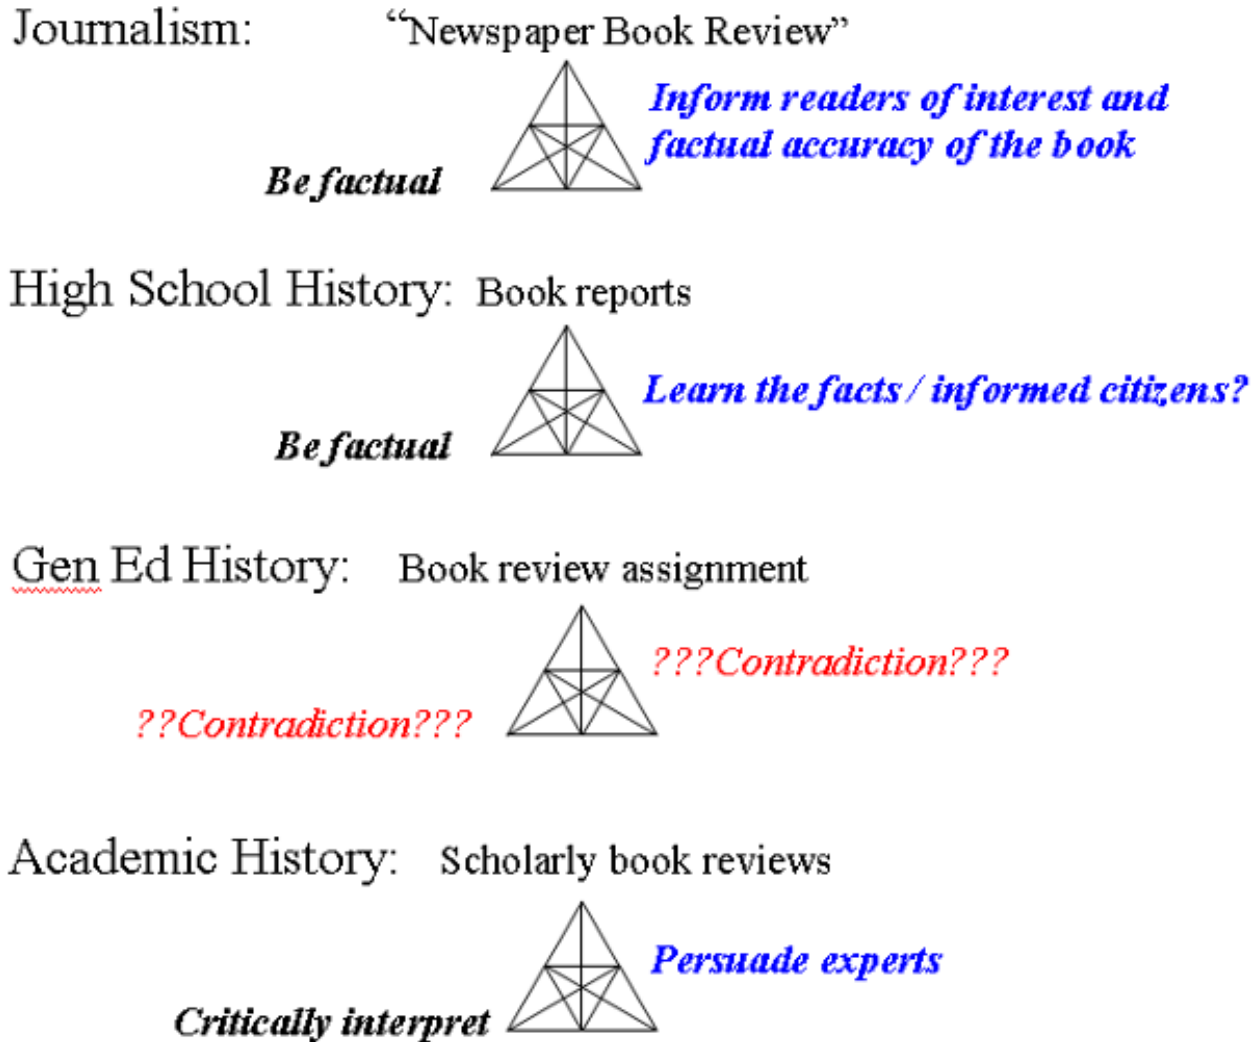 Journalism: “Newspaper Book Review”
Inform readers of interest and
factual accuracy of the book
Be factual
High School History: Book reports
Learn the facts / informed citizens?
Be factual
Gen Ed History: Book review assignment
???Contradiction???
??Contradiction???
Academic History: Scholarly book reviews
Persuade experts
Critically interpret